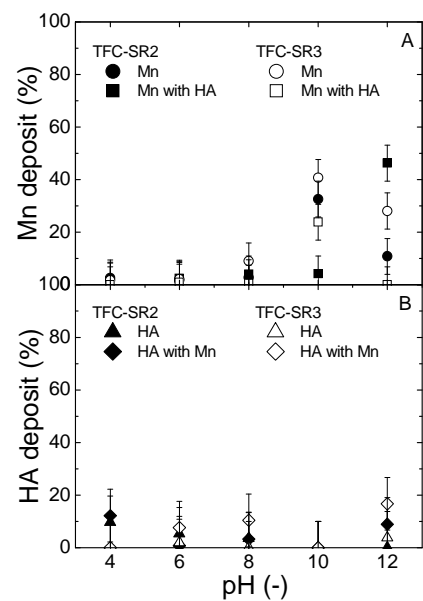 100
A
TFC-SR2 TFC-SR3
Mn Mn
Mn with HA Mn with HA
80
60
40
20
Mn deposit (%)
100
B
TFC-SR2 TFC-SR3
HA HA
HA with Mn HA with Mn
80
60
40
20
0
HA deposit (%)
4 6 8 10 12
pH (-)